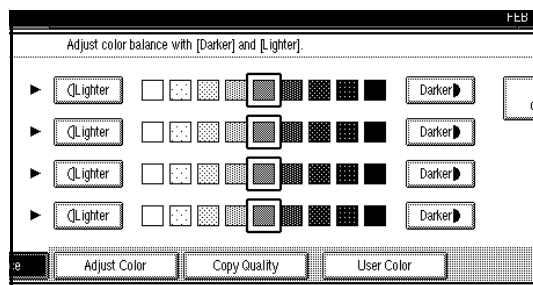 FEB
Adjust color balance with [Darker] and [Lighter].
Lighter Darker
Lighter Darker
Lighter Darker
Lighter Darker
Adjust Color Copy Quality User Color